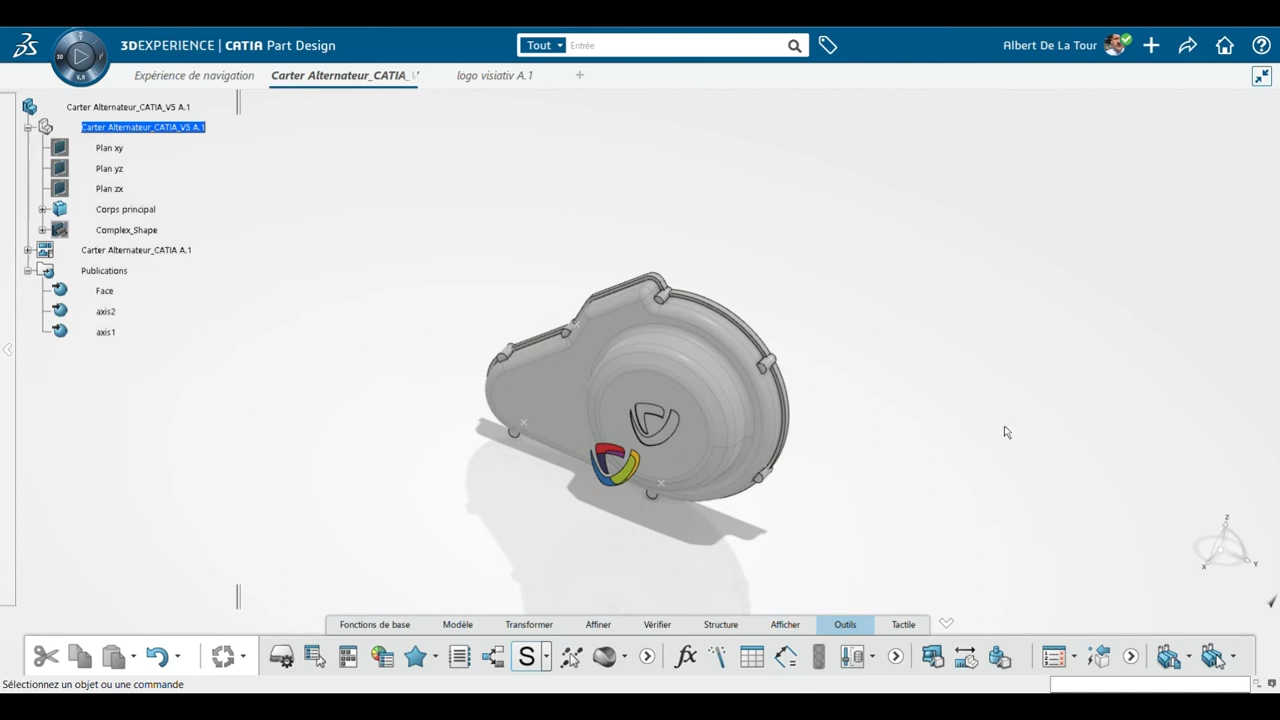 3DEXPERIENCE | CATIA Part Design
Tout Entrée
Albert De La Tour
3D
V.R
Expérience de navigation
Carter Alternateur_CATIA_V
logo visiativ A.1
Carter Alternateur_CATIA_V5 A.1
Carter Alternateur_CATIA_V5 A.1
Plan xy
Plan yz
Plan zx
Corps principal
Complex_Shape
Carter Alternateur_CATIA A.1
Publications
Face
axis2
axis1
Z
X
Y
Fonctions de base
Modèle
Transformer
Affiner
Vérifier
Structure
Afficher
Outils
Tactile
S
fx
Sélectionnez un objet ou une commande